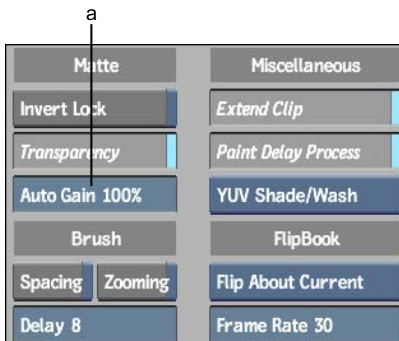 a
Matte
Invert Lock
Transparency
Auto Gain 100%
Brush
Spacing Zooming
Delay 8
Miscellaneous
Extend Clip
Paint Delay Process
YUV Shade/Wash
FlipBook
Flip About Current
Frame Rate 30